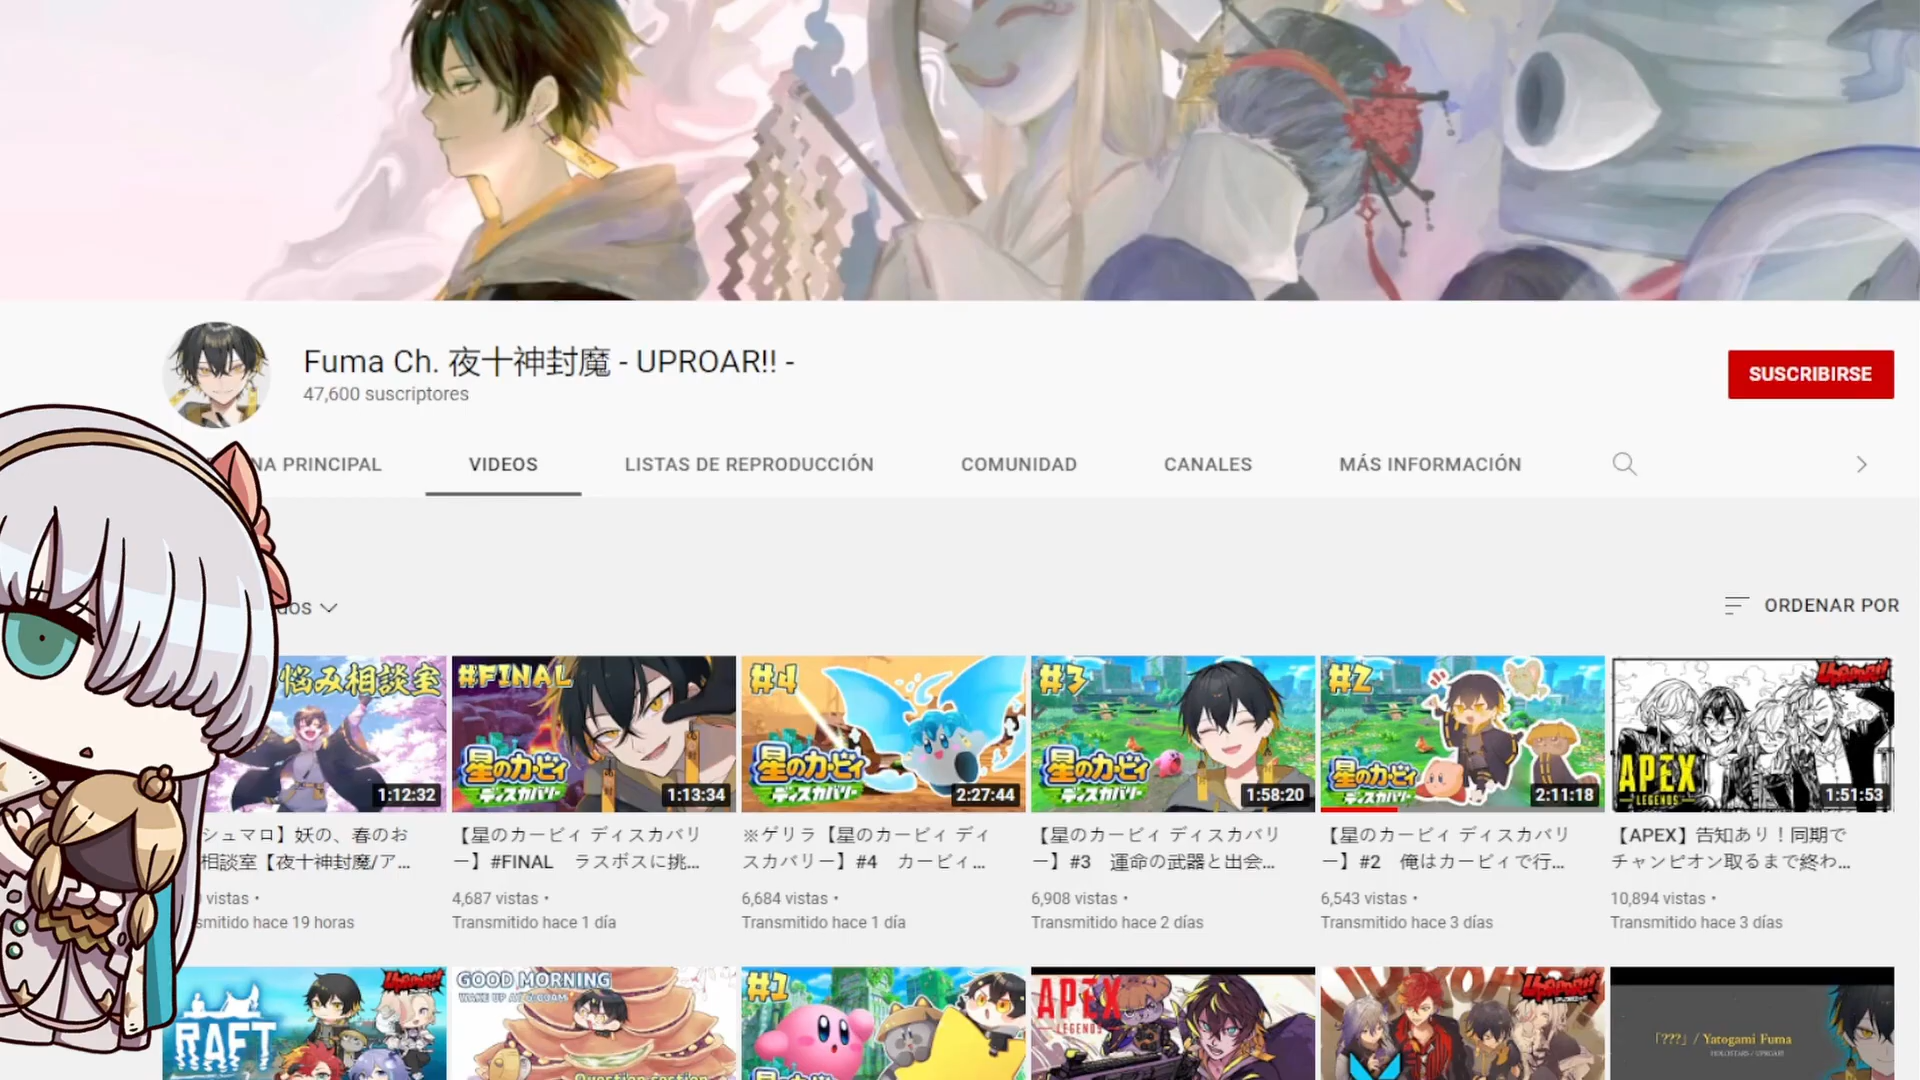 Fuma Ch. 夜十神封魔 - UPROAR!! -
47,600 suscriptores
SUSCRIBIRSE
NA PRINCIPAL
VIDEOS
LISTAS DE REPRODUCCIÓN
COMUNIDAD
CANALES
MÁS INFORMACIÓN
dos
ORDENAR POR
悩み相談室
1:12:32
#FINAL
星のカービィ
ディスカバリー
1:13:34
#4
星のカービィ
ディスカバリー
2:27:44
#3
星のカービィ
ディスカバリー
1:58:20
#2
星のカービィ
ディスカバリー
2:11:18
UPROAR!!
APEX
LEGENDS
1:51:53
シュマロ】妖の、春のお
相談室【夜十神封魔/ア...
vistas •
smitido hace 19 horas
【星のカービィ ディスカバリ
ー】#FINAL　ラスボスに挑...
4,687 vistas •
Transmitido hace 1 día
※ゲリラ【星のカービィ ディ
スカバリー】#4　カービィ...
6,684 vistas •
Transmitido hace 1 día
【星のカービィ ディスカバリ
ー】#3　運命の武器と出会...
6,908 vistas •
Transmitido hace 2 días
【星のカービィ ディスカバリ
ー】#2　俺はカービィで行...
6,543 vistas •
Transmitido hace 3 días
【APEX】告知あり！同期で
チャンピオン取るまで終わ...
10,894 vistas •
Transmitido hace 3 días
UPROAR!!
RAFT
GOOD MORNING
WAKE UP AT 6:00AM
Question section
#1
APEX
LEGENDS
UPROAR!!
「???」/ Yatogami Fuma
HOLOSTARS / UPROAR!!